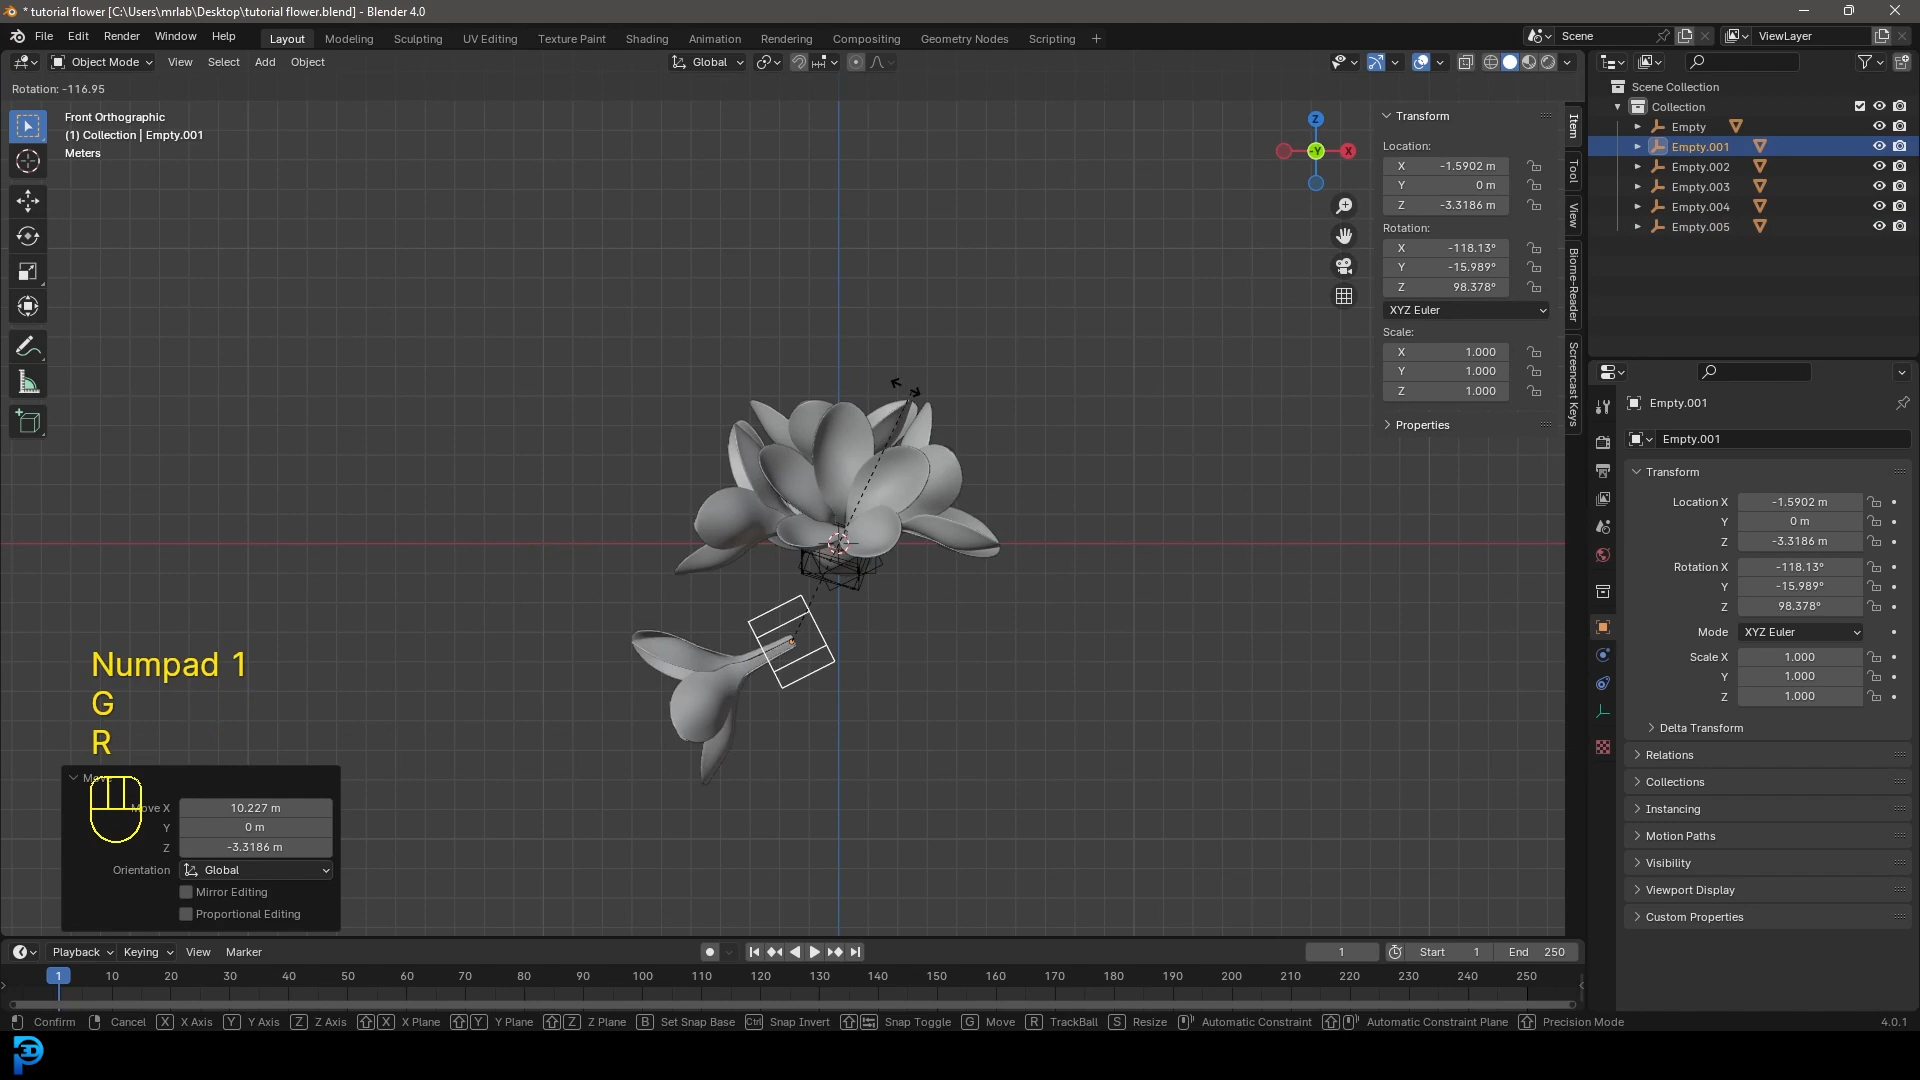 * tutorial flower [C:\Users\mrlab\Desktop\tutorial flower.blend] - Blender 4.0
File Edit Render Window Help
Layout Modeling Sculpting UV Editing Texture Paint Shading Animation Rendering Compositing Geometry Nodes Scripting +
Scene
ViewLayer
Object Mode View Select Add Object
Global
Rotation: -116.95
Front Orthographic
(1) Collection | Empty.001
Meters
Z
-Y
X
Transform
Location:
X -1.5902 m
Y 0 m
Z -3.3186 m
Rotation:
X -118.13°
Y -15.989°
Z 98.378°
XYZ Euler
Scale:
X 1.000
Y 1.000
Z 1.000
Properties
Item
Tool
View
Biome-Reader
Screencast Keys
Scene Collection
Collection
Empty
Empty.001
Empty.002
Empty.003
Empty.004
Empty.005
Empty.001
Empty.001
Transform
Location X -1.5902 m
Y 0 m
Z -3.3186 m
Rotation X -118.13°
Y -15.989°
Z 98.378°
Mode XYZ Euler
Scale X 1.000
Y 1.000
Z 1.000
Delta Transform
Relations
Collections
Instancing
Motion Paths
Visibility
Viewport Display
Custom Properties
Numpad 1
G
R
Move
Move X 10.227 m
Y 0 m
Z -3.3186 m
Orientation Global
Mirror Editing
Proportional Editing
Playback Keying View Marker
1 Start 1 End 250
1 10 20 30 40 50 60 70 80 90 100 110 120 130 140 150 160 170 180 190 200 210 220 230 240 250
Confirm Cancel X X Axis Y Y Axis Z Z Axis X X Plane Y Y Plane Z Z Plane B Set Snap Base Ctrl Snap Invert Snap Toggle G Move R TrackBall S Resize Automatic Constraint Automatic Constraint Plane Precision Mode 4.0.1